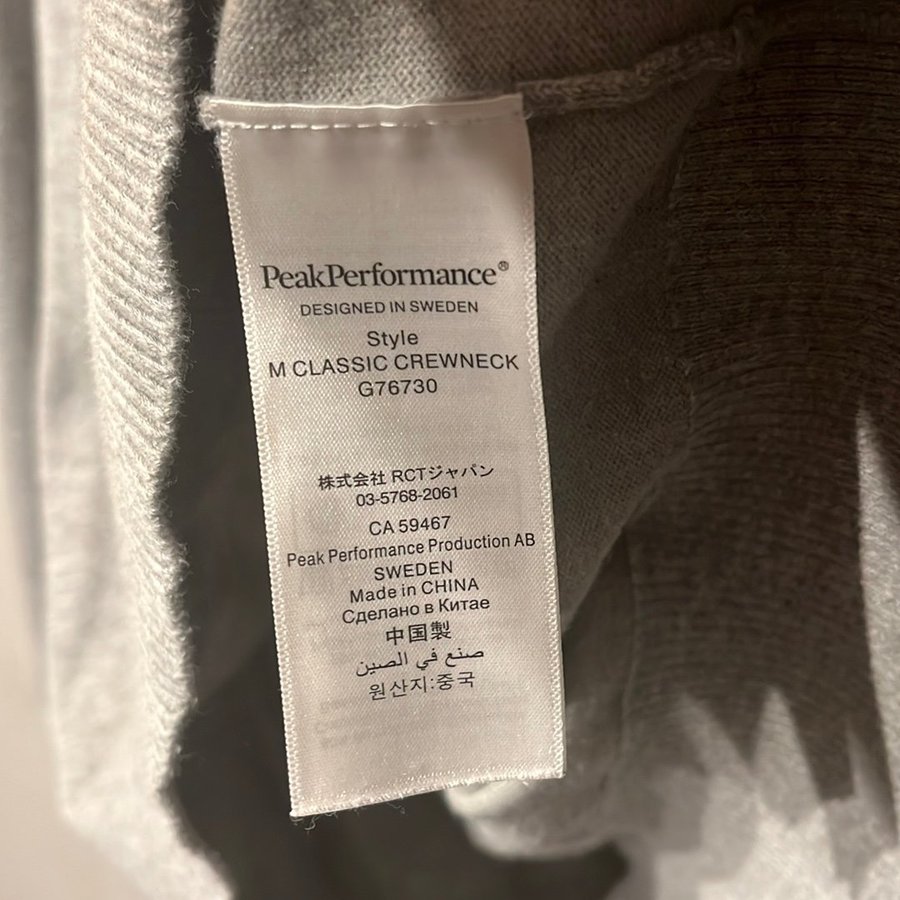 PeakPerformance®
DESIGNED IN SWEDEN
Style
M CLASSIC CREWNECK
G76730
株式会社 RCTジャパン
03-5768-2061
CA 59467
Peak Performance Production AB
SWEDEN
Made in CHINA
Сделано в Китае
中国製
صنع في الصين
원산지:중국